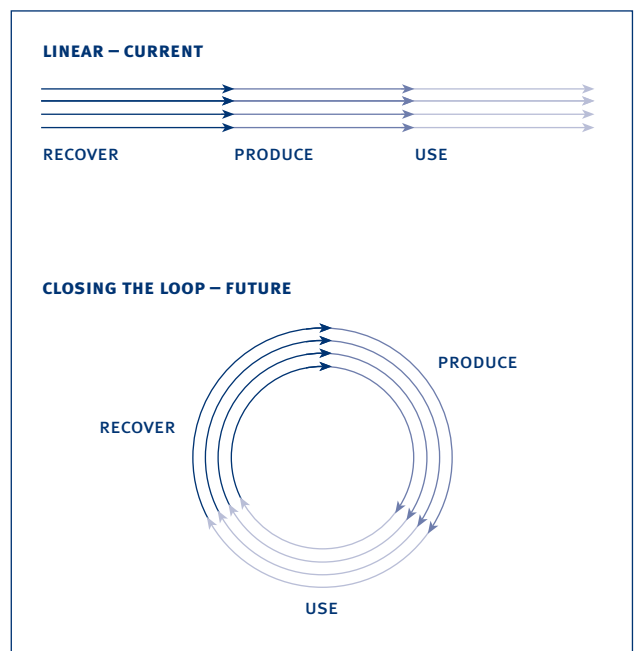 LINEAR – CURRENT
RECOVER PRODUCE USE
CLOSING THE LOOP – FUTURE
PRODUCE
RECOVER
USE